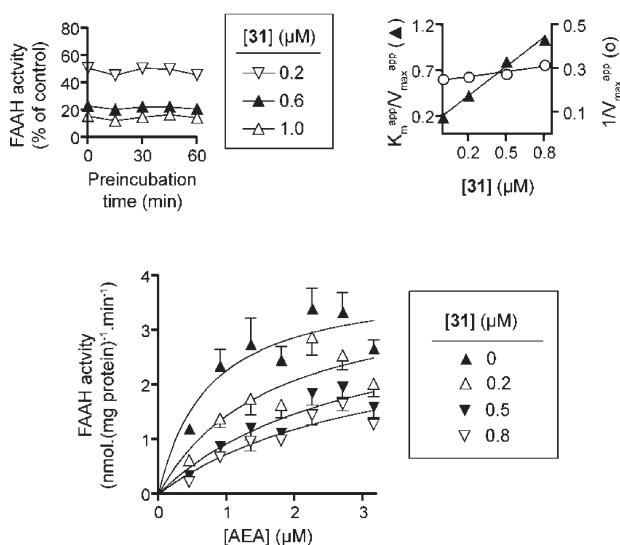 FAAH actvity
(% of control)
80
60
40
20
0
0 30 60
Preincubation
time (min)
[31] (µM)
0.2
0.6
1.0
Km^app/Vmax^app (▲)
1.2
0.7
0.2
0.2 0.5 0.8
[31] (µM)
0.5
0.3
0.1
1/Vmax^app (o)
FAAH actvity
(nmol.(mg protein)^-1.min^-1)
4
3
2
1
0
0 1 2 3
[AEA] (µM)
[31] (µM)
0
0.2
0.5
0.8